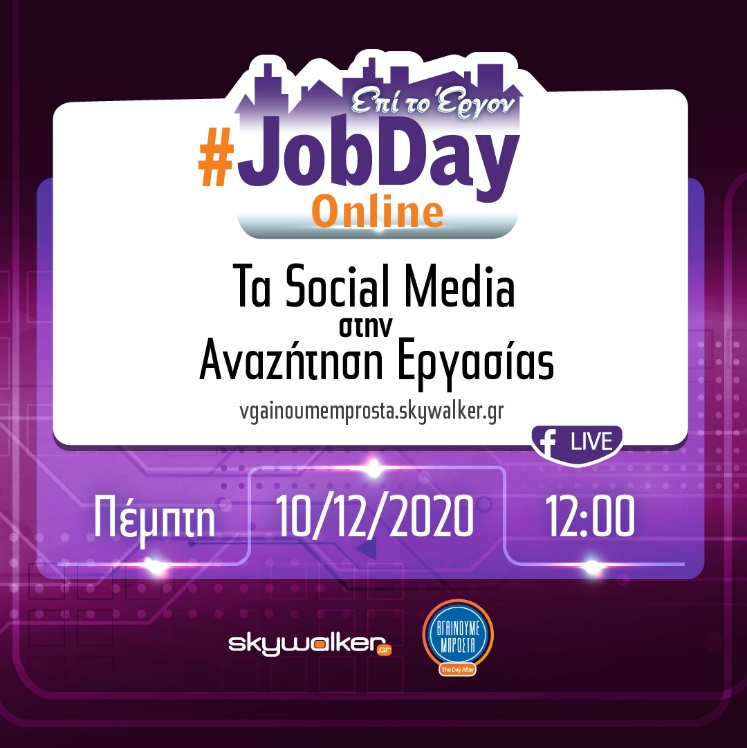 Επί το Έργον
#JobDay
Online
Τα Social Media
στην
Αναζήτηση Εργασίας
vgainoumemprosta.skywalker.gr
f LIVE
Πέμπτη 10/12/2020 12:00
skywalker.gr
ΒΓΑΙΝΟΥΜΕ
ΜΠΡΟΣΤΑ
The Day After